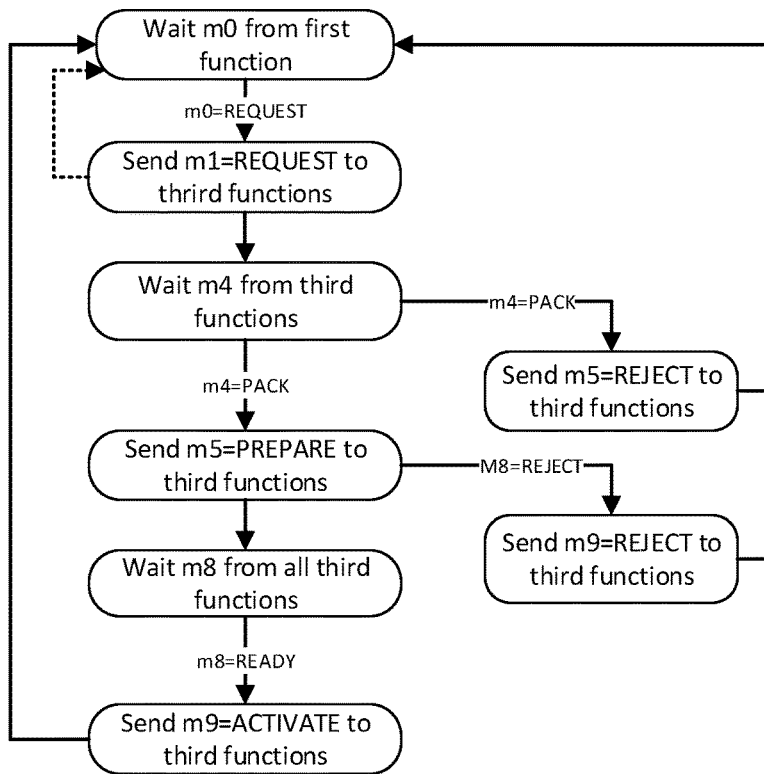 Wait m0 from first
function
m0=REQUEST
Send m1=REQUEST to
thrird functions
Wait m4 from third
functions
m4=PACK
Send m5=REJECT to
third functions
m4=PACK
Send m5=PREPARE to
third functions
M8=REJECT
Send m9=REJECT to
third functions
Wait m8 from all third
functions
m8=READY
Send m9=ACTIVATE to
third functions